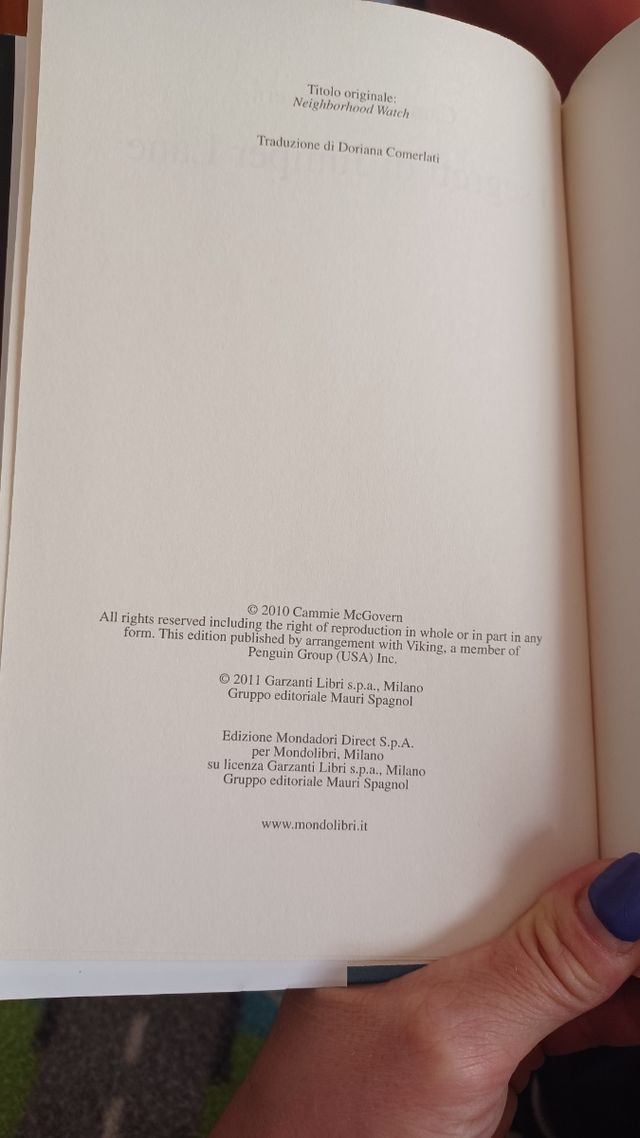 Titolo originale:
Neighborhood Watch
Traduzione di Doriana Comerlati
© 2010 Cammie McGovern
All rights reserved including the right of reproduction in whole or in part in any
form. This edition published by arrangement with Viking, a member of
Penguin Group (USA) Inc.
© 2011 Garzanti Libri s.p.a., Milano
Gruppo editoriale Mauri Spagnol
Edizione Mondadori Direct S.p.A.
per Mondolibri, Milano
su licenza Garzanti Libri s.p.a., Milano
Gruppo editoriale Mauri Spagnol
www.mondolibri.it